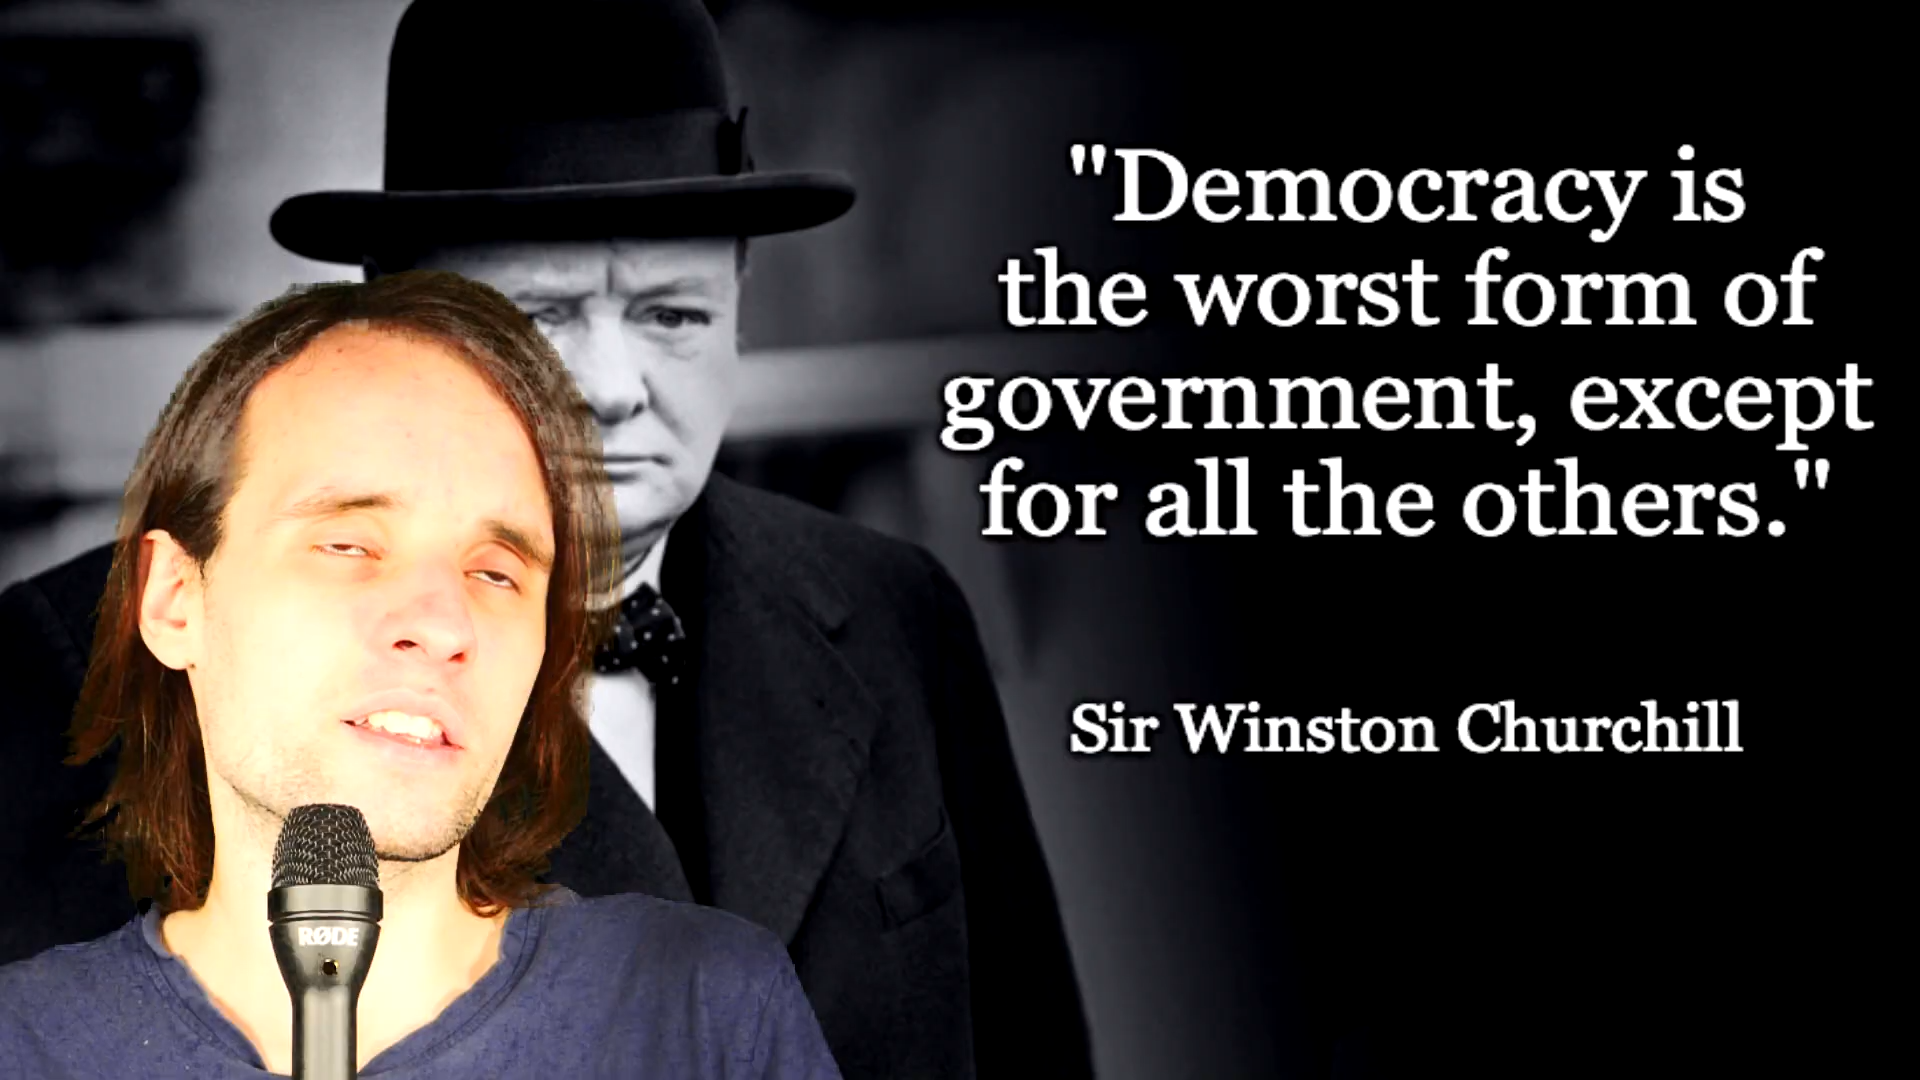 "Democracy is
the worst form of
government, except
for all the others."
Sir Winston Churchill
RØDE